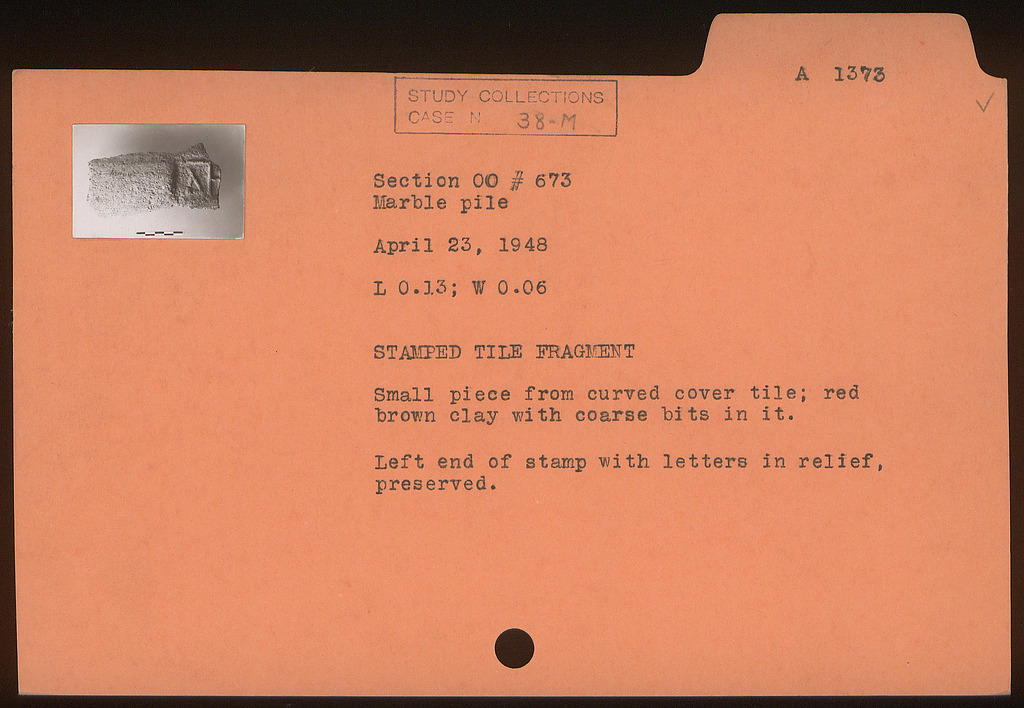 A 1373
STUDY COLLECTIONS
CASE N 38-M
Section OO # 673
Marble pile
April 23, 1948
L 0.13; W 0.06
STAMPED TILE FRAGMENT
Small piece from curved cover tile; red
brown clay with coarse bits in it.
Left end of stamp with letters in relief,
preserved.